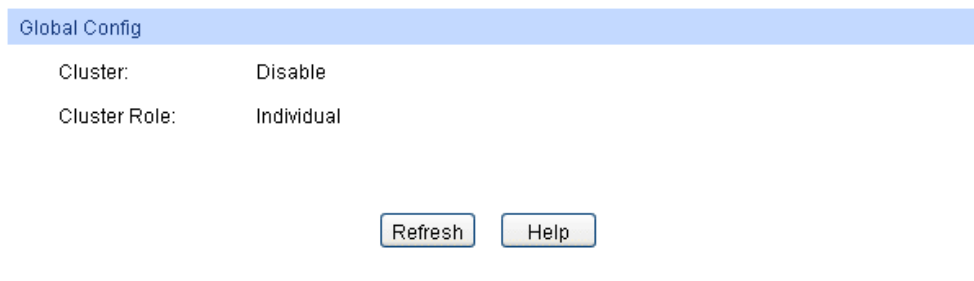 Global Config
Cluster: Disable
Cluster Role: Individual
Refresh Help